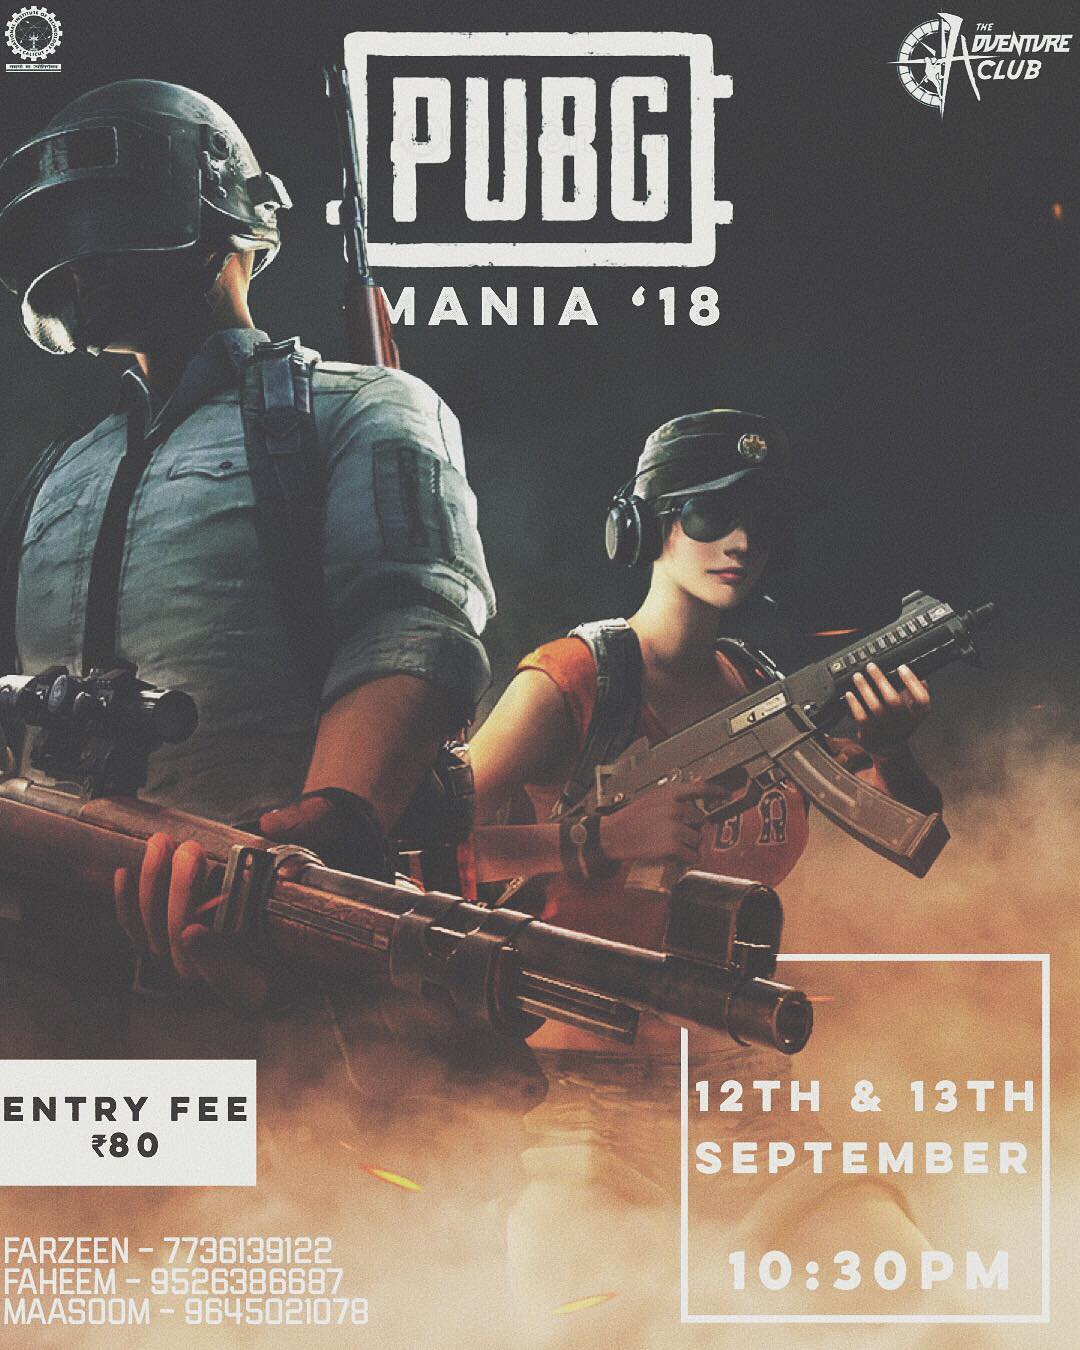 THE
ADVENTURE
CLUB
PUBG
MANIA ‘18
ENTRY FEE
₹80
12TH & 13TH
SEPTEMBER
10:30PM
FARZEEN - 7736139122
FAHEEM - 9526386687
MAASOOM - 9645021078